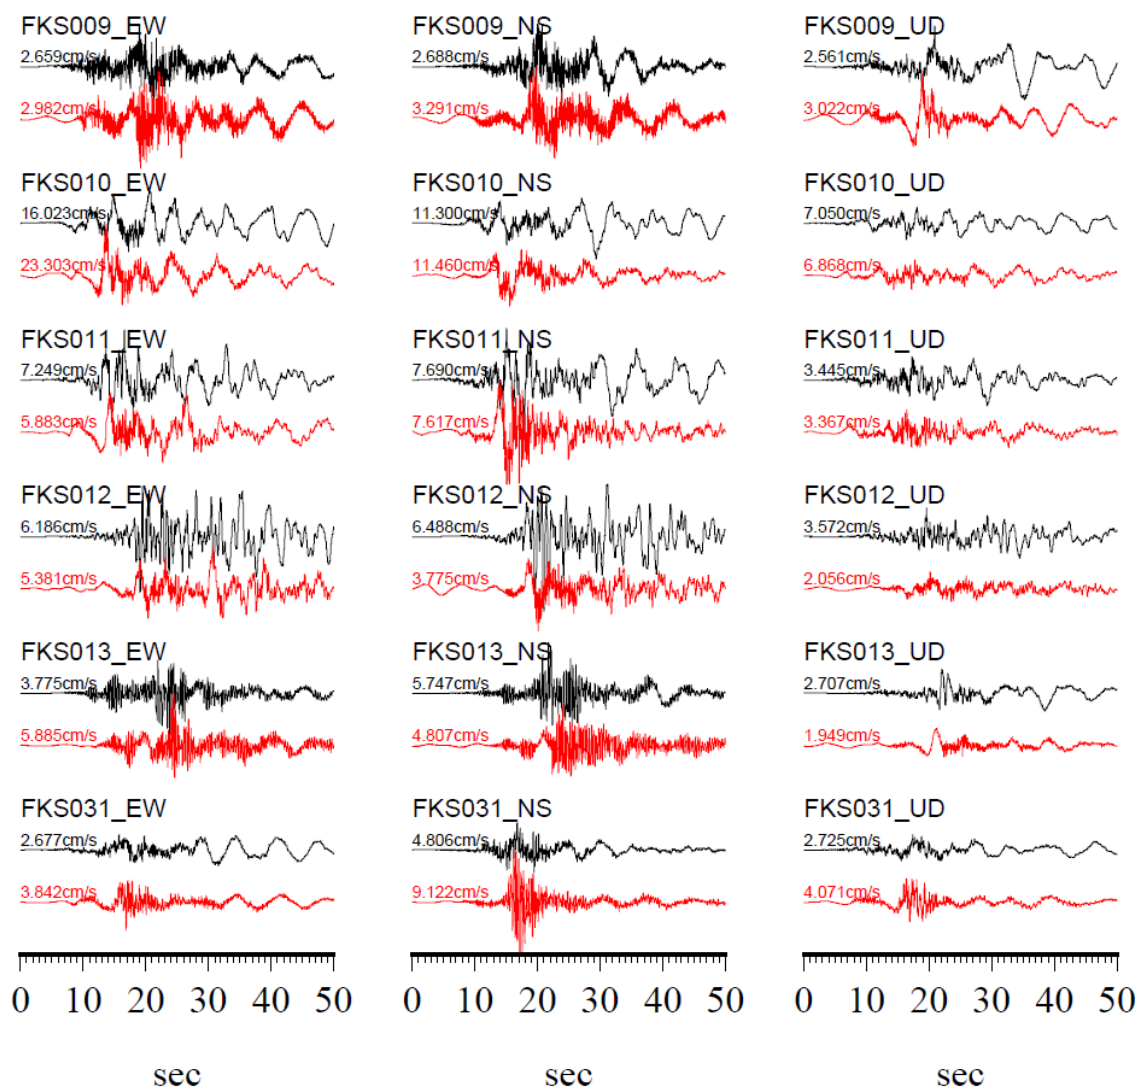 FKS009_EW FKS009_NS FKS009_UD
2.659cm/s 2.688cm/s 2.561cm/s
2.982cm/s 3.291cm/s 3.022cm/s
FKS010_EW FKS010_NS FKS010_UD
16.023cm/s 11.300cm/s 7.050cm/s
23.303cm/s 11.460cm/s 6.868cm/s
FKS011_EW FKS011_NS FKS011_UD
7.249cm/s 7.690cm/s 3.445cm/s
5.883cm/s 7.617cm/s 3.367cm/s
FKS012_EW FKS012_NS FKS012_UD
6.186cm/s 6.488cm/s 3.572cm/s
5.381cm/s 3.775cm/s 2.056cm/s
FKS013_EW FKS013_NS FKS013_UD
3.775cm/s 5.747cm/s 2.707cm/s
5.885cm/s 4.807cm/s 1.949cm/s
FKS031_EW FKS031_NS FKS031_UD
2.677cm/s 4.806cm/s 2.725cm/s
3.842cm/s 9.122cm/s 4.071cm/s
0 10 20 30 40 50 0 10 20 30 40 50 0 10 20 30 40 50
sec sec sec